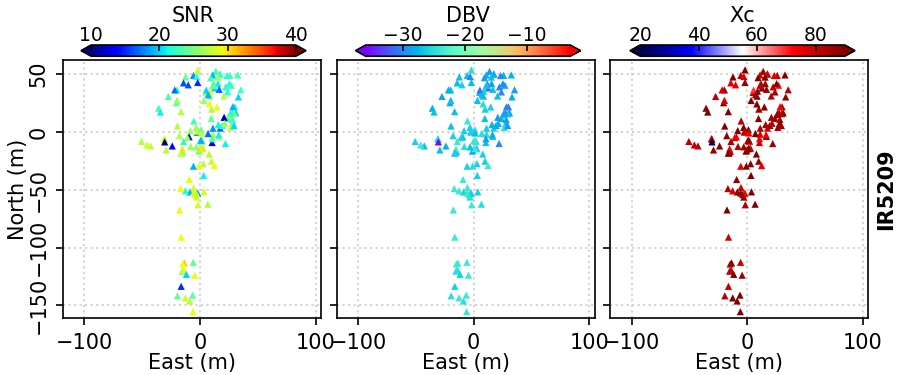 SNR DBV Xc
10 20 30 40 −30 −20 −10 20 40 60 80
50
0
−50
−100
−150
North (m)
IR5209
−100 0 100 −100 0 100 −100 0 100
East (m) East (m) East (m)